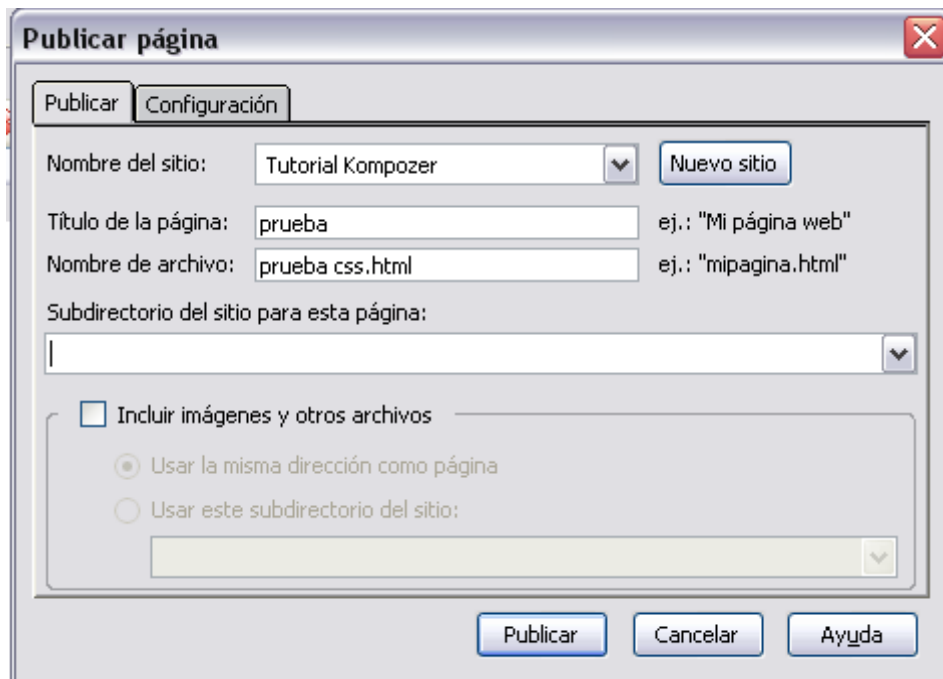 Publicar página
Publicar Configuración
Nombre del sitio: Tutorial Kompozer Nuevo sitio
Título de la página: prueba ej.: "Mi página web"
Nombre de archivo: prueba css.html ej.: "mipagina.html"
Subdirectorio del sitio para esta página:
Incluir imágenes y otros archivos
Usar la misma dirección como página
Usar este subdirectorio del sitio:
Publicar Cancelar Ayuda